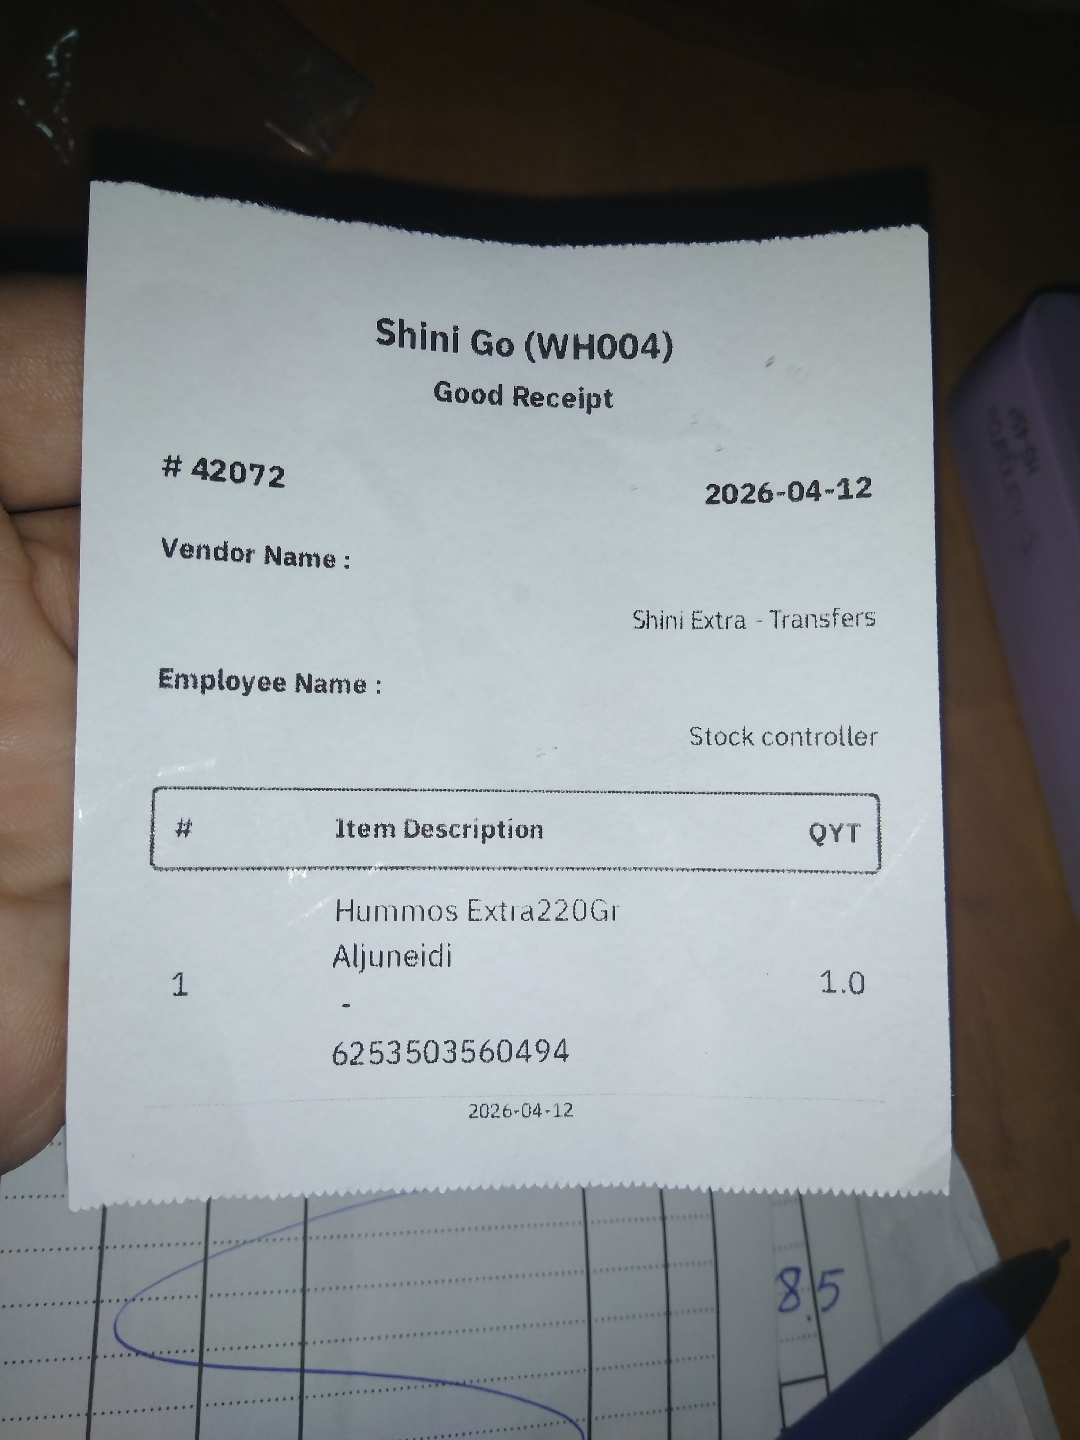 Shini Go (WH004)
Good Receipt
# 42072 2026-04-12
Vendor Name :
Shini Extra - Transfers
Employee Name :
Stock controller
# Item Description QYT
Hummos Extra220Gr
Aljuneidi
1 - 1.0
6253503560494
2026-04-12
8.5